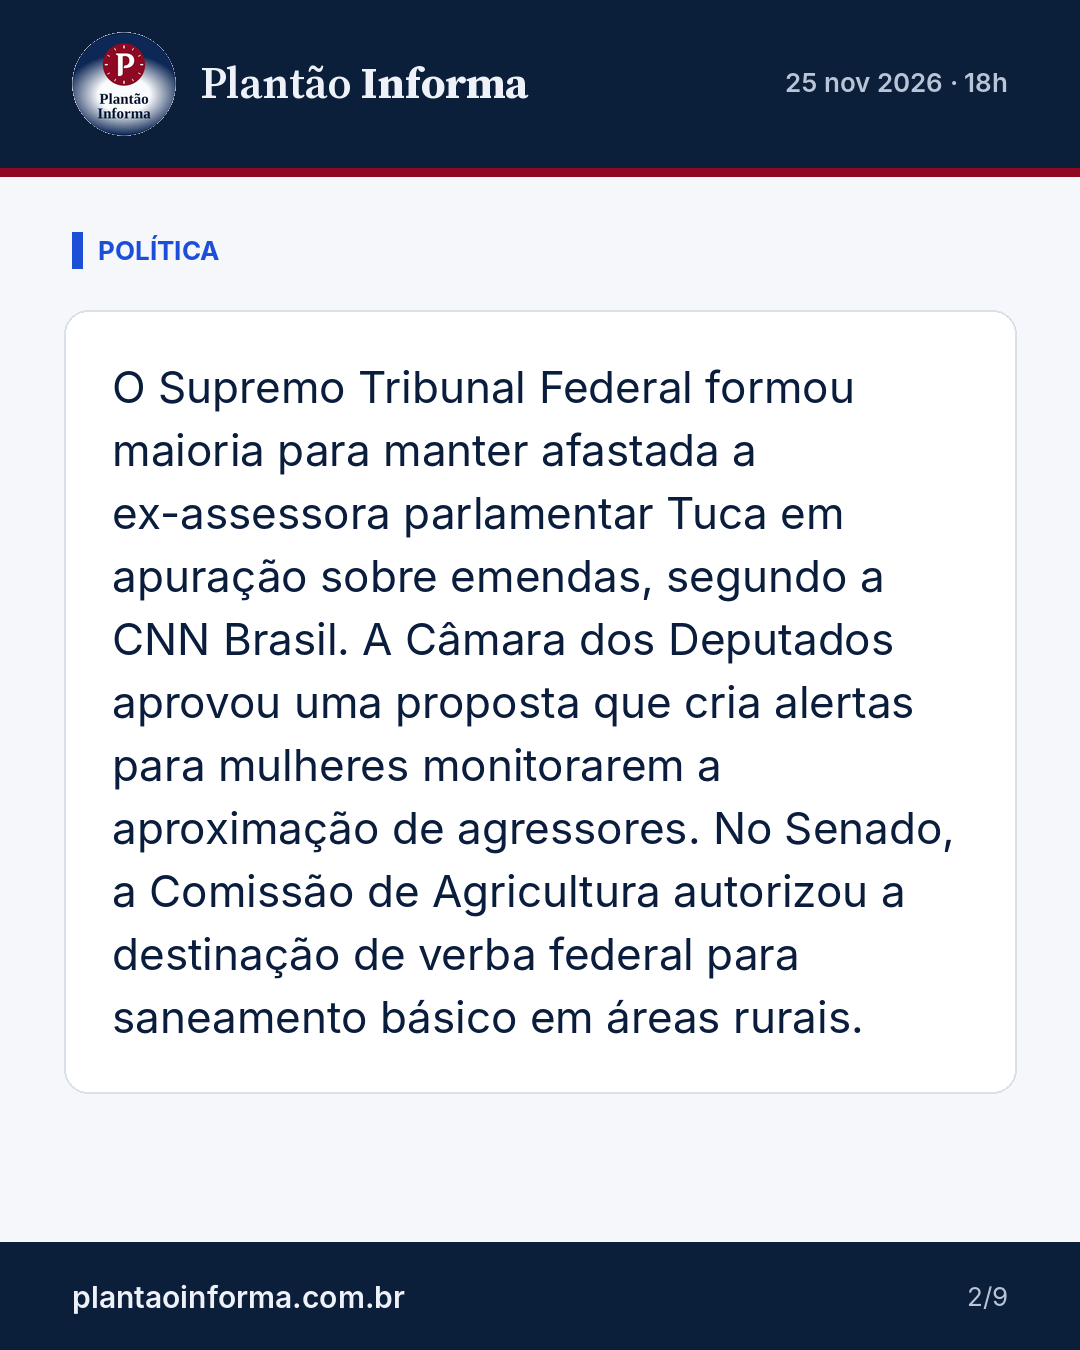 P
Plantão
Informa
Plantão Informa
25 nov 2026 · 18h
POLÍTICA
O Supremo Tribunal Federal formou
maioria para manter afastada a
ex-assessora parlamentar Tuca em
apuração sobre emendas, segundo a
CNN Brasil. A Câmara dos Deputados
aprovou uma proposta que cria alertas
para mulheres monitorarem a
aproximação de agressores. No Senado,
a Comissão de Agricultura autorizou a
destinação de verba federal para
saneamento básico em áreas rurais.
plantaoinforma.com.br
2/9